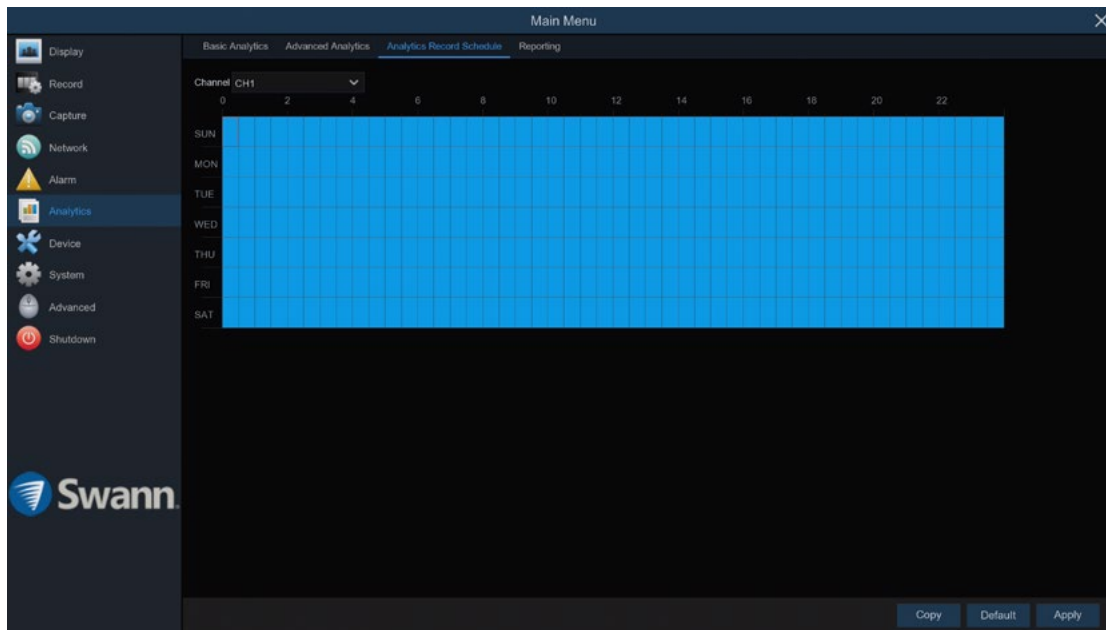 Main Menu
Display
Record
Capture
Network
Alarm
Analytics
Device
System
Advanced
Shutdown
Swann
Basic Analytics Advanced Analytics Analytics Record Schedule Reporting
Channel CH1
0 2 4 6 8 10 12 14 16 18 20 22
SUN
MON
TUE
WED
THU
FRI
SAT
Copy Default Apply